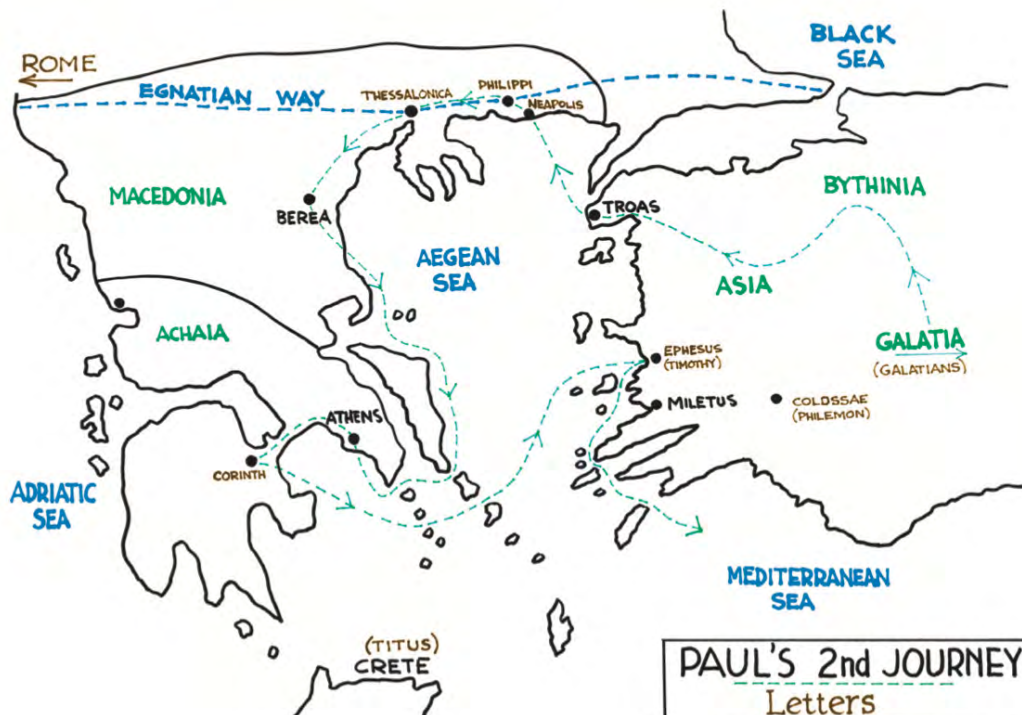 BLACK
SEA
ROME
EGNATIAN WAY
THESSALONICA
PHILIPPI
NEAPOLIS
MACEDONIA
BEREA
TROAS
BYTHINIA
AEGEAN
SEA
ASIA
ACHAIA
GALATIA
(GALATIANS)
EPHESUS
(TIMOTHY)
MILETUS
COLOSSAE
(PHILEMON)
ATHENS
CORINTH
ADRIATIC
SEA
MEDITERRANEAN
SEA
(TITUS)
CRETE
PAUL'S 2nd JOURNEY
Letters